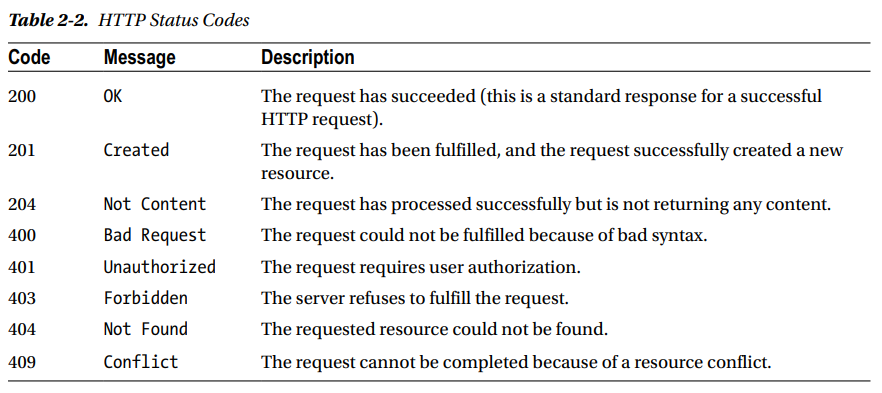 Table 2-2. HTTP Status Codes
Code Message Description
200 OK The request has succeeded (this is a standard response for a successful
HTTP request).
201 Created The request has been fulfilled, and the request successfully created a new
resource.
204 Not Content The request has processed successfully but is not returning any content.
400 Bad Request The request could not be fulfilled because of bad syntax.
401 Unauthorized The request requires user authorization.
403 Forbidden The server refuses to fulfill the request.
404 Not Found The requested resource could not be found.
409 Conflict The request cannot be completed because of a resource conflict.